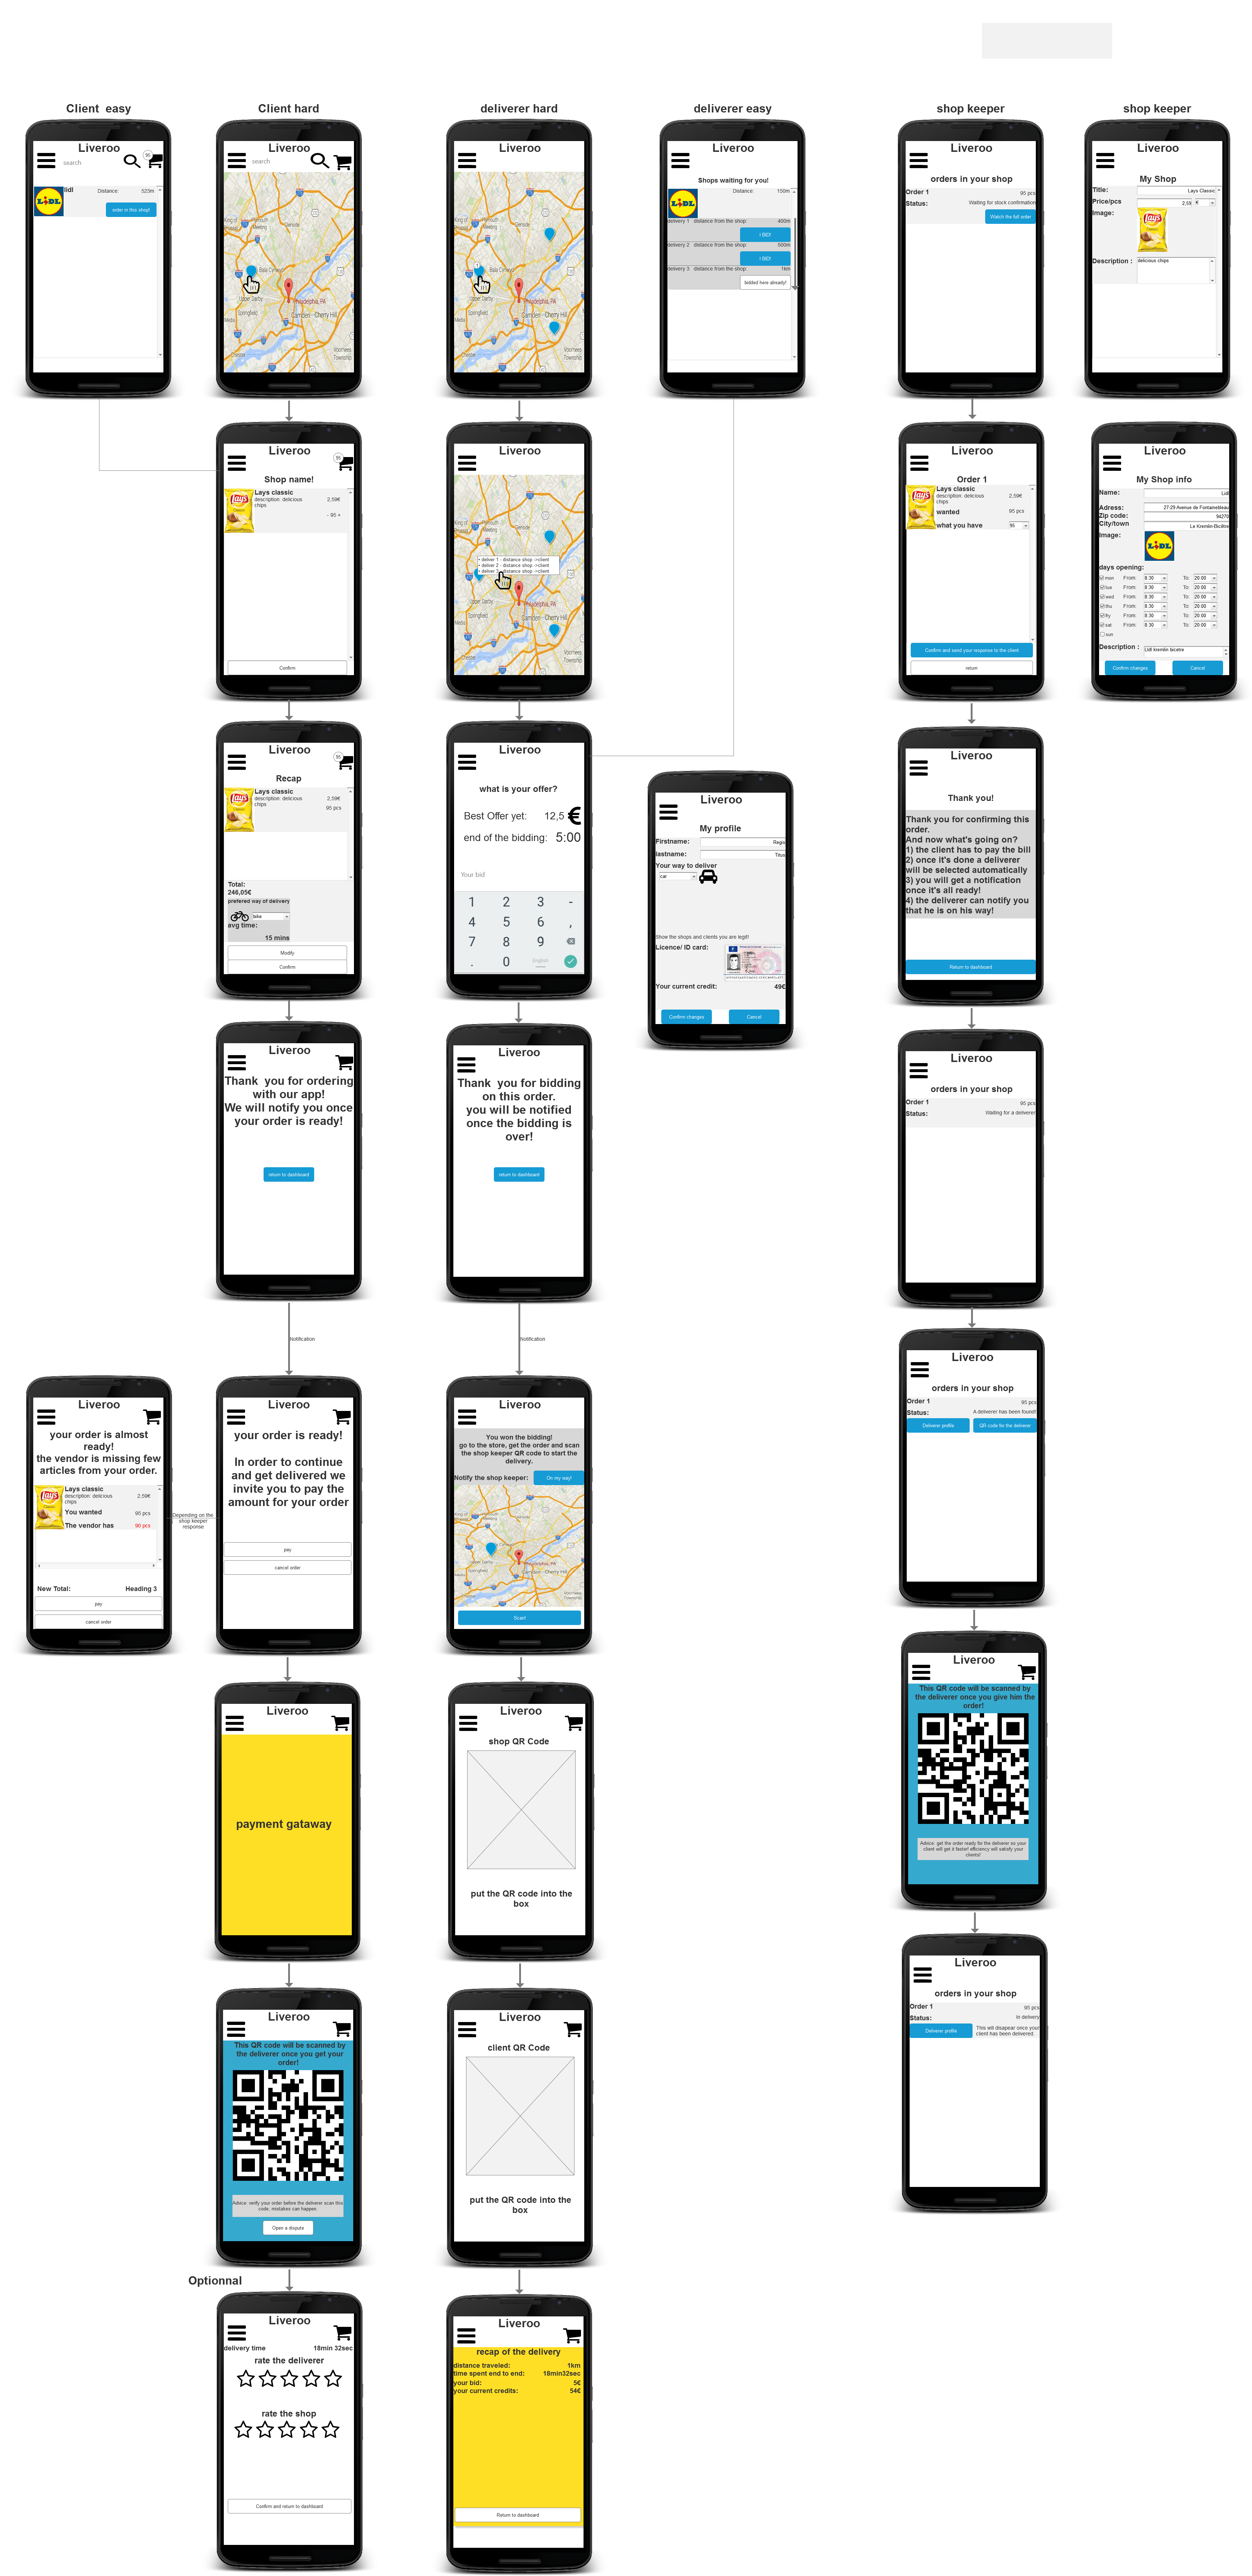 Client easy
Liveroo
search
95
lidl
Distance:
523m
order in this shop!
Client hard
Liveroo
search
deliverer hard
Liveroo
deliverer easy
Liveroo
Shops waiting for you!
Distance:
150m
delivery 1 distance from the shop: 400m
I BID!
delivery 2 distance from the shop: 500m
I BID!
delivery 3 distance from the shop: 1km
bidded here already!
shop keeper
Liveroo
orders in your shop
Order 1
95 pcs
Status:
Waiting for stock confirmation
Watch the full order
shop keeper
Liveroo
My Shop
Title:
Lays Classic
Price/pcs
2,59
€
Image:
Description :
delicious chips
Liveroo
95
Shop name!
Lays classic
description: delicious
chips
2,59€
- 95 +
Confirm
Liveroo
• deliver 1 - distance shop ->client
• deliver 2 - distance shop ->client
• deliver 3 - distance shop ->client
Liveroo
Order 1
Lays classic
description: delicious
chips
2,59€
wanted
95 pcs
what you have
95
Confirm and send your response to the client
return
Liveroo
My Shop info
Name:
Lidl
Adress:
27-29 Avenue de Fontainebleau
Zip code:
94270
City/town
Le Kremlin-Bicêtre
Image:
days opening:
mon From: 8:30 To: 20:00
tue From: 8:30 To: 20:00
wed From: 8:30 To: 20:00
thu From: 8:30 To: 20:00
fry From: 8:30 To: 20:00
sat From: 8:30 To: 20:00
sun
Description :
Lidl kremlin bicetre
Confirm changes
Cancel
Liveroo
95
Recap
Lays classic
description: delicious
chips
2,59€
95 pcs
Total:
246,05€
prefered way of delivery
bike
avg time:
15 mins
Modify
Confirm
Liveroo
what is your offer?
Best Offer yet: 12,5 €
end of the bidding: 5:00
Your bid
1 2 3 -
4 5 6 ,
7 8 9
. 0 English
Liveroo
My profile
Firstname:
Regis
lastname:
Titus
Your way to deliver
car
Show the shops and clients you are legit!
Licence/ ID card:
Your current credit:
49€
Confirm changes
Cancel
Liveroo
Thank you!
Thank you for confirming this
order.
And now what's going on?
1) the client has to pay the bill
2) once it's done a deliverer
will be selected automatically
3) you will get a notification
once it's all ready!
4) the deliverer can notify you
that he is on his way!
Return to dashboard
Liveroo
Thank you for ordering
with our app!
We will notify you once
your order is ready!
return to dashboard
Notification
Liveroo
Thank you for bidding
on this order.
you will be notified
once the bidding is
over!
return to dashboard
Notification
Liveroo
orders in your shop
Order 1
95 pcs
Status:
Waiting for a deliverer
Liveroo
your order is almost
ready!
the vendor is missing few
articles from your order.
Lays classic
description: delicious
chips
2,59€
You wanted
95 pcs
The vendor has
90 pcs
New Total:
Heading 3
pay
cancel order
Depending on the
shop keeper
response
Liveroo
your order is ready!
In order to continue
and get delivered we
invite you to pay the
amount for your order
pay
cancel order
Liveroo
You won the bidding!
go to the store, get the order and scan
the shop keeper QR code to start the
delivery.
Notify the shop keeper:
On my way!
Scan!
Liveroo
orders in your shop
Order 1
95 pcs
Status:
A deliverer has been found!
Deliverer profile
QR code for the deliverer
Liveroo
payment gataway
Liveroo
shop QR Code
put the QR code into the
box
Liveroo
This QR code will be scanned by
the deliverer once you give him the
order!
Advice: get the order ready for the deliverer so your
client will get it faster! efficiency will satisfy your
clients!
Liveroo
This QR code will be scanned by
the deliverer once you get your
order!
Advice: verify your order before the deliverer scan this
code, mistakes can happen.
Open a dispute
Liveroo
client QR Code
put the QR code into the
box
Liveroo
orders in your shop
Order 1
95 pcs
Status:
In delivery
Deliverer profile
This will disapear once your
client has been delivered.
Optionnal
Liveroo
delivery time
18min 32sec
rate the deliverer
rate the shop
Confirm and return to dashboard
Liveroo
recap of the delivery
distance traveled: 1km
time spent end to end: 18min32sec
your bid: 5€
your current credits: 54€
Return to dashboard